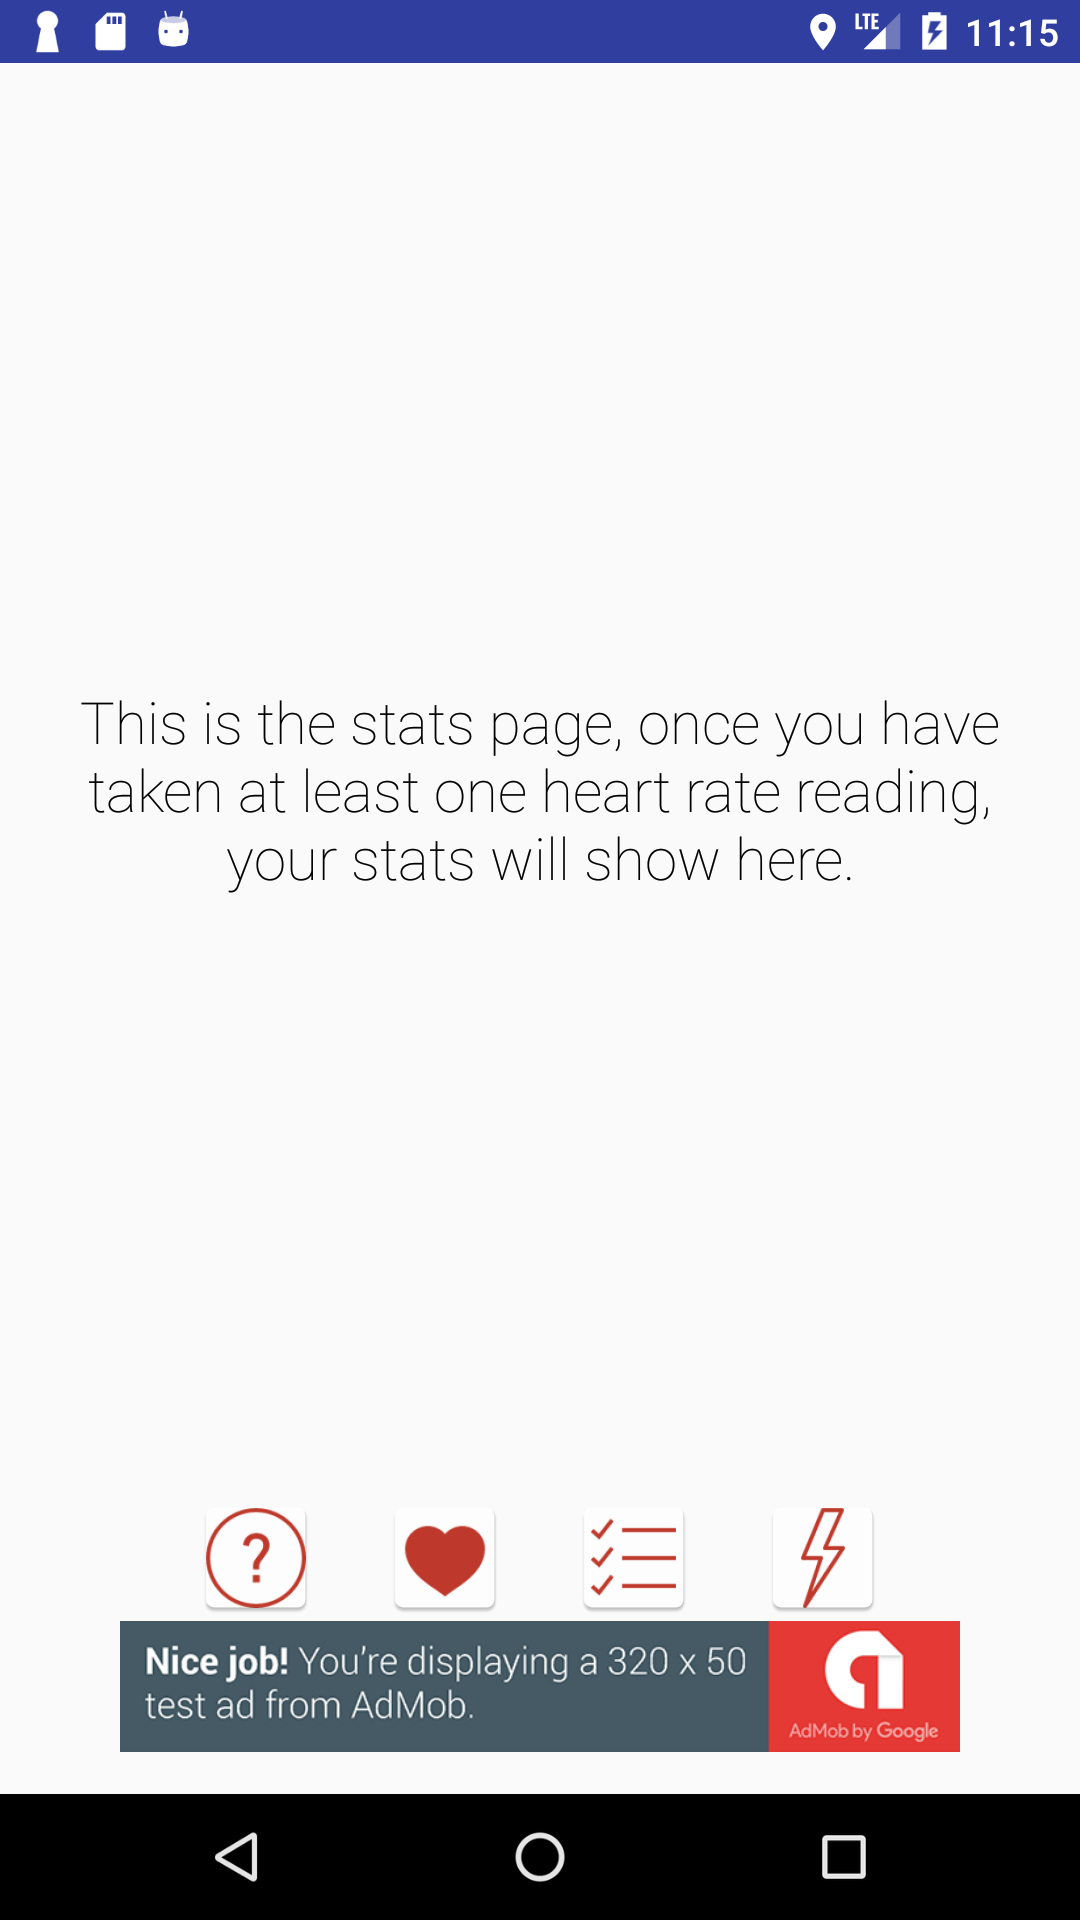 LTE 11:15
This is the stats page, once you have
taken at least one heart rate reading,
your stats will show here.
?
Nice job! You're displaying a 320 x 50
test ad from AdMob.
AdMob by Google